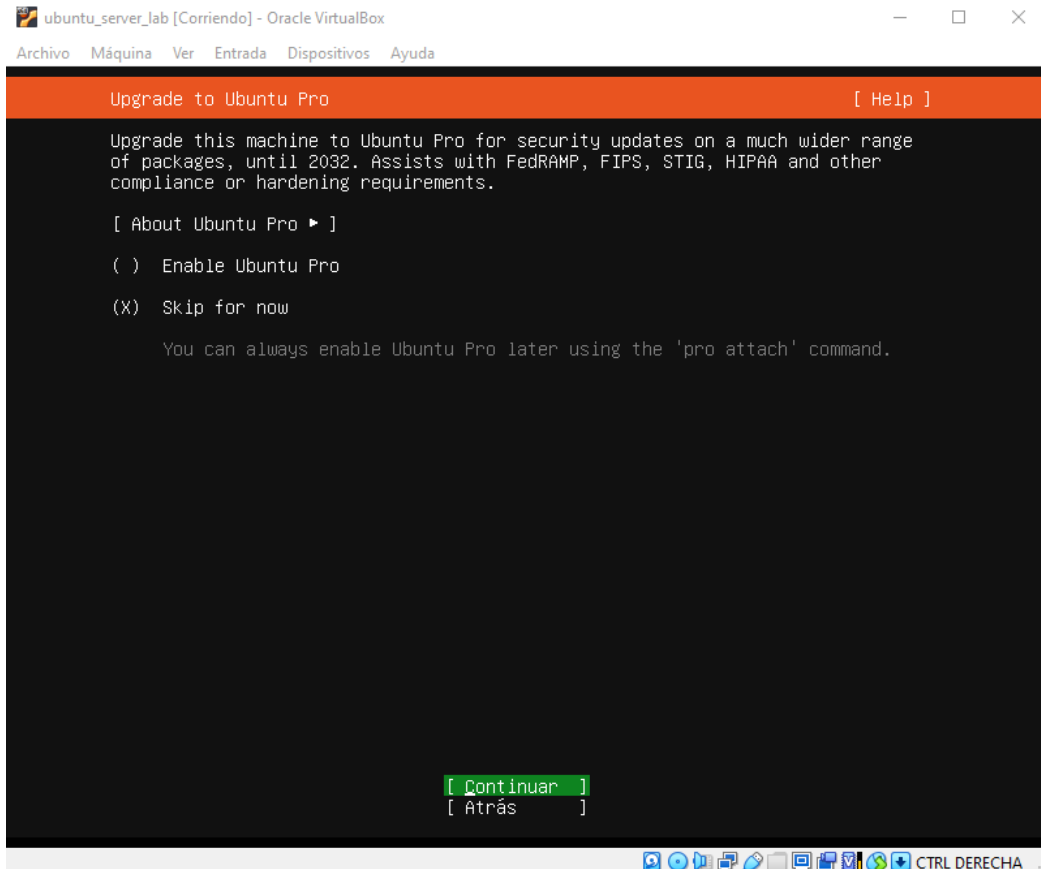 ubuntu_server_lab [Corriendo] - Oracle VirtualBox
Archivo Máquina Ver Entrada Dispositivos Ayuda
Upgrade to Ubuntu Pro [ Help ]
Upgrade this machine to Ubuntu Pro for security updates on a much wider range
of packages, until 2032. Assists with FedRAMP, FIPS, STIG, HIPAA and other
compliance or hardening requirements.
[ About Ubuntu Pro ► ]
( ) Enable Ubuntu Pro
(X) Skip for now
You can always enable Ubuntu Pro later using the 'pro attach' command.
[ Continuar ]
[ Atrás ]
CTRL DERECHA